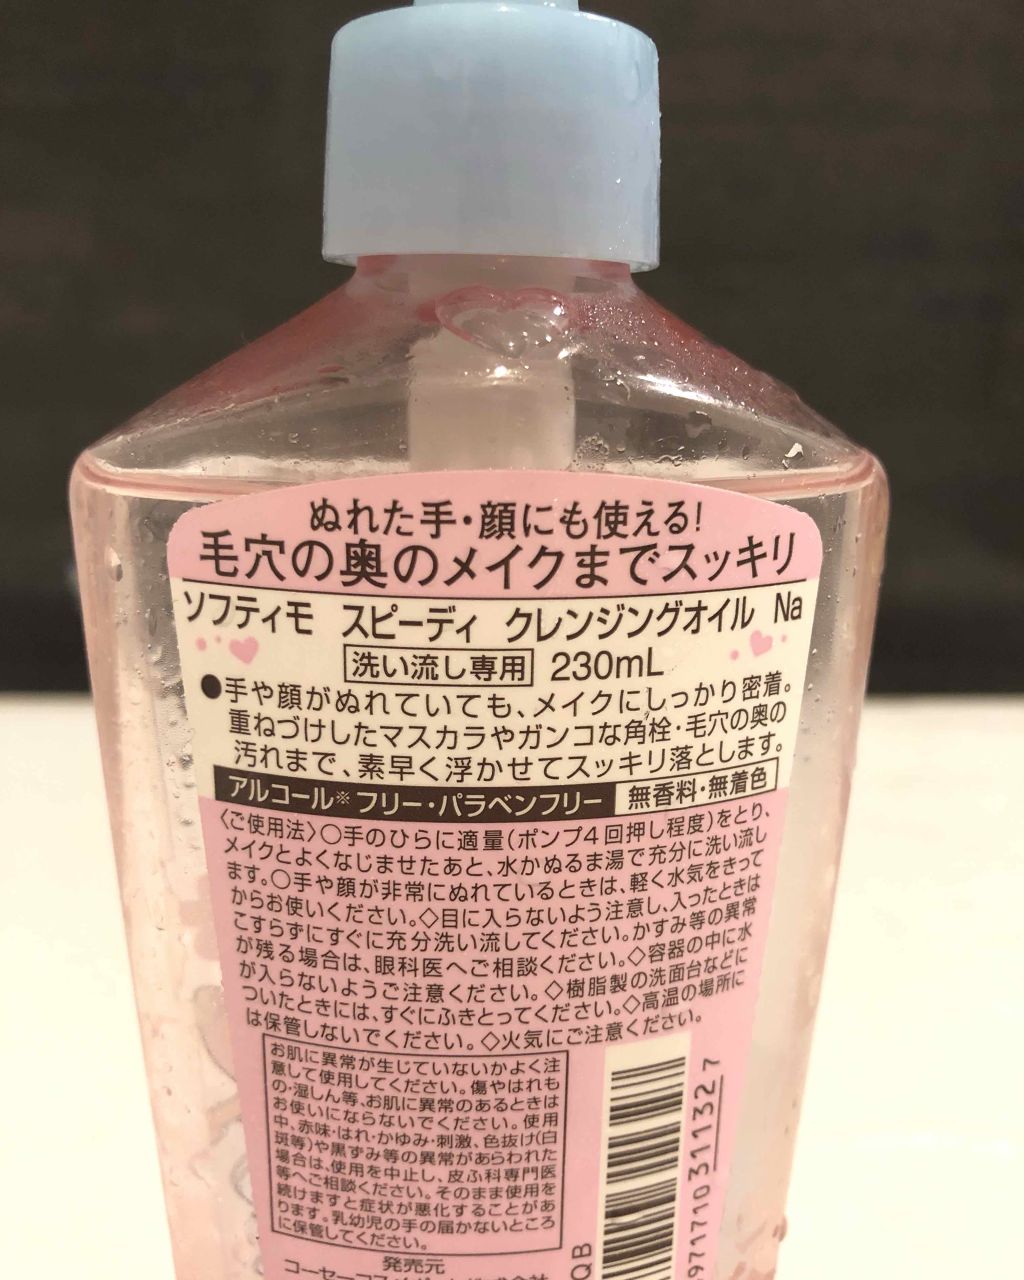 ぬれた手・顔にも使える!
毛穴の奥のメイクまでスッキリ
ソフティモ スピーディ クレンジングオイル Na
洗い流し専用 230mL
●手や顔がぬれていても、メイクにしっかり密着。
重ねづけしたマスカラやガンコな角栓・毛穴の奥の
汚れまで、素早く浮かせてスッキリ落とします。
アルコール※フリー・パラベンフリー 無香料・無着色
〈ご使用法〉○手のひらに適量(ポンプ4回押し程度)をとり、
メイクとよくなじませたあと、水かぬるま湯で充分に洗い流し
ます。○手や顔が非常にぬれているときは、軽く水気をきって
からお使いください。◇目に入らないよう注意し、入ったときは
こすらずにすぐに充分洗い流してください。かすみ等の異常
が残る場合は、眼科医へご相談ください。◇容器の中に水
が入らないようご注意ください。◇樹脂製の洗面台などに
ついたときには、すぐにふきとってください。◇高温の場所に
は保管しないでください。◇火気にご注意ください。
お肌に異常が生じていないかよく注
意して使用してください。傷やはれも
の・湿しん等、お肌に異常のあるときは
お使いにならないでください。使用
中、赤味・はれ・かゆみ・刺激、色抜け(白
斑等)や黒ずみ等の異常があらわれた
場合は、使用を中止し、皮ふ科専門医
等へご相談ください。そのまま使用を
続けますと症状が悪化することがあ
ります。乳幼児の手の届かないところ
に保管してください。
発売元
QB
971710 311327